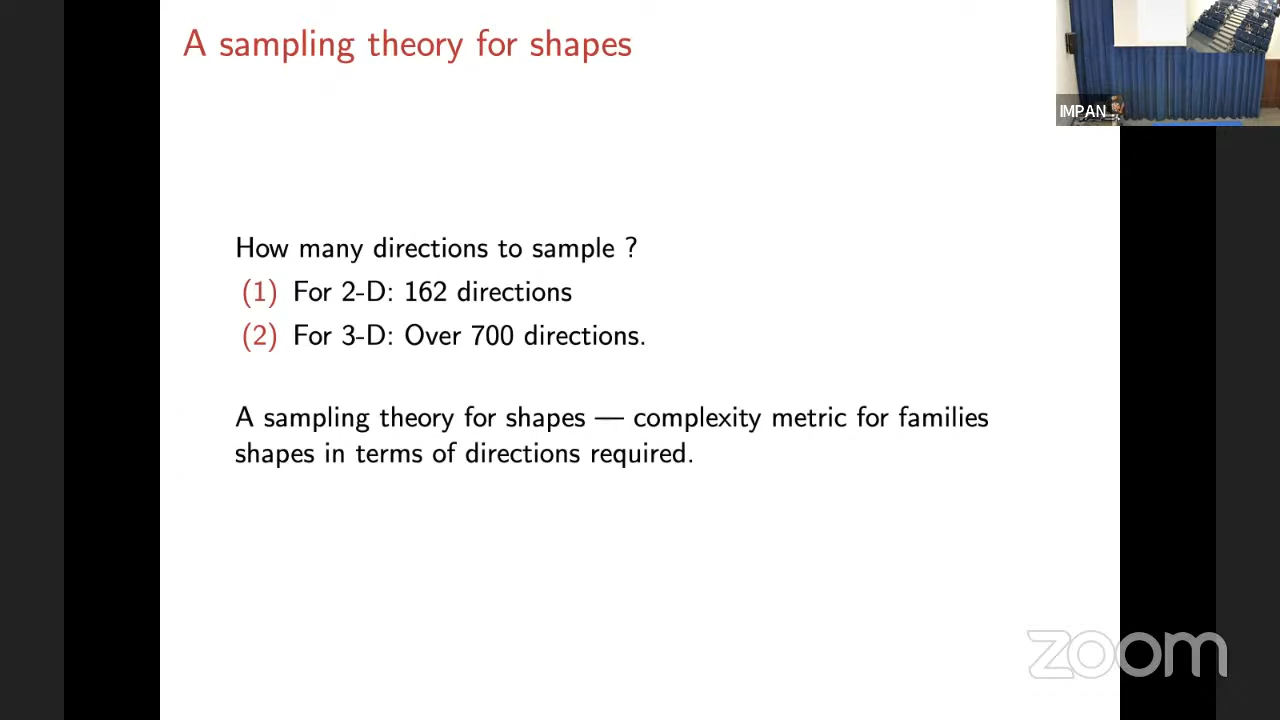 A sampling theory for shapes
IMPAN
How many directions to sample ?
(1) For 2-D: 162 directions
(2) For 3-D: Over 700 directions.
A sampling theory for shapes — complexity metric for families
shapes in terms of directions required.
zoom